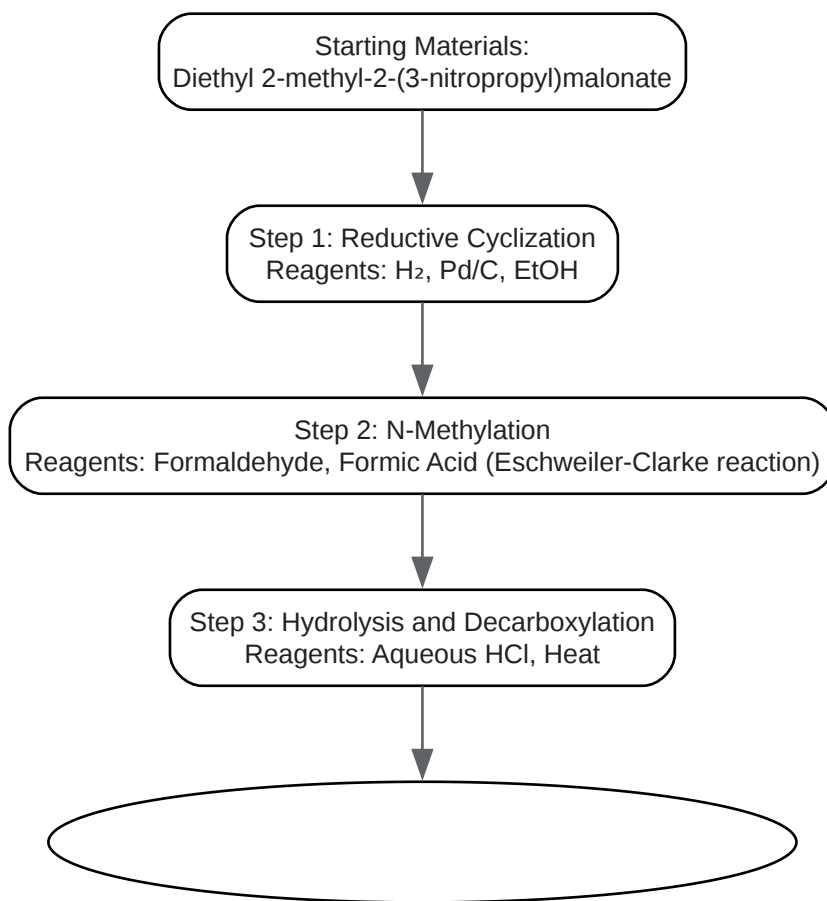 Starting Materials:
Diethyl 2-methyl-2-(3-nitropropyl)malonate
Step 1: Reductive Cyclization
Reagents: H₂, Pd/C, EtOH
Step 2: N-Methylation
Reagents: Formaldehyde, Formic Acid (Eschweiler-Clarke reaction)
Step 3: Hydrolysis and Decarboxylation
Reagents: Aqueous HCl, Heat